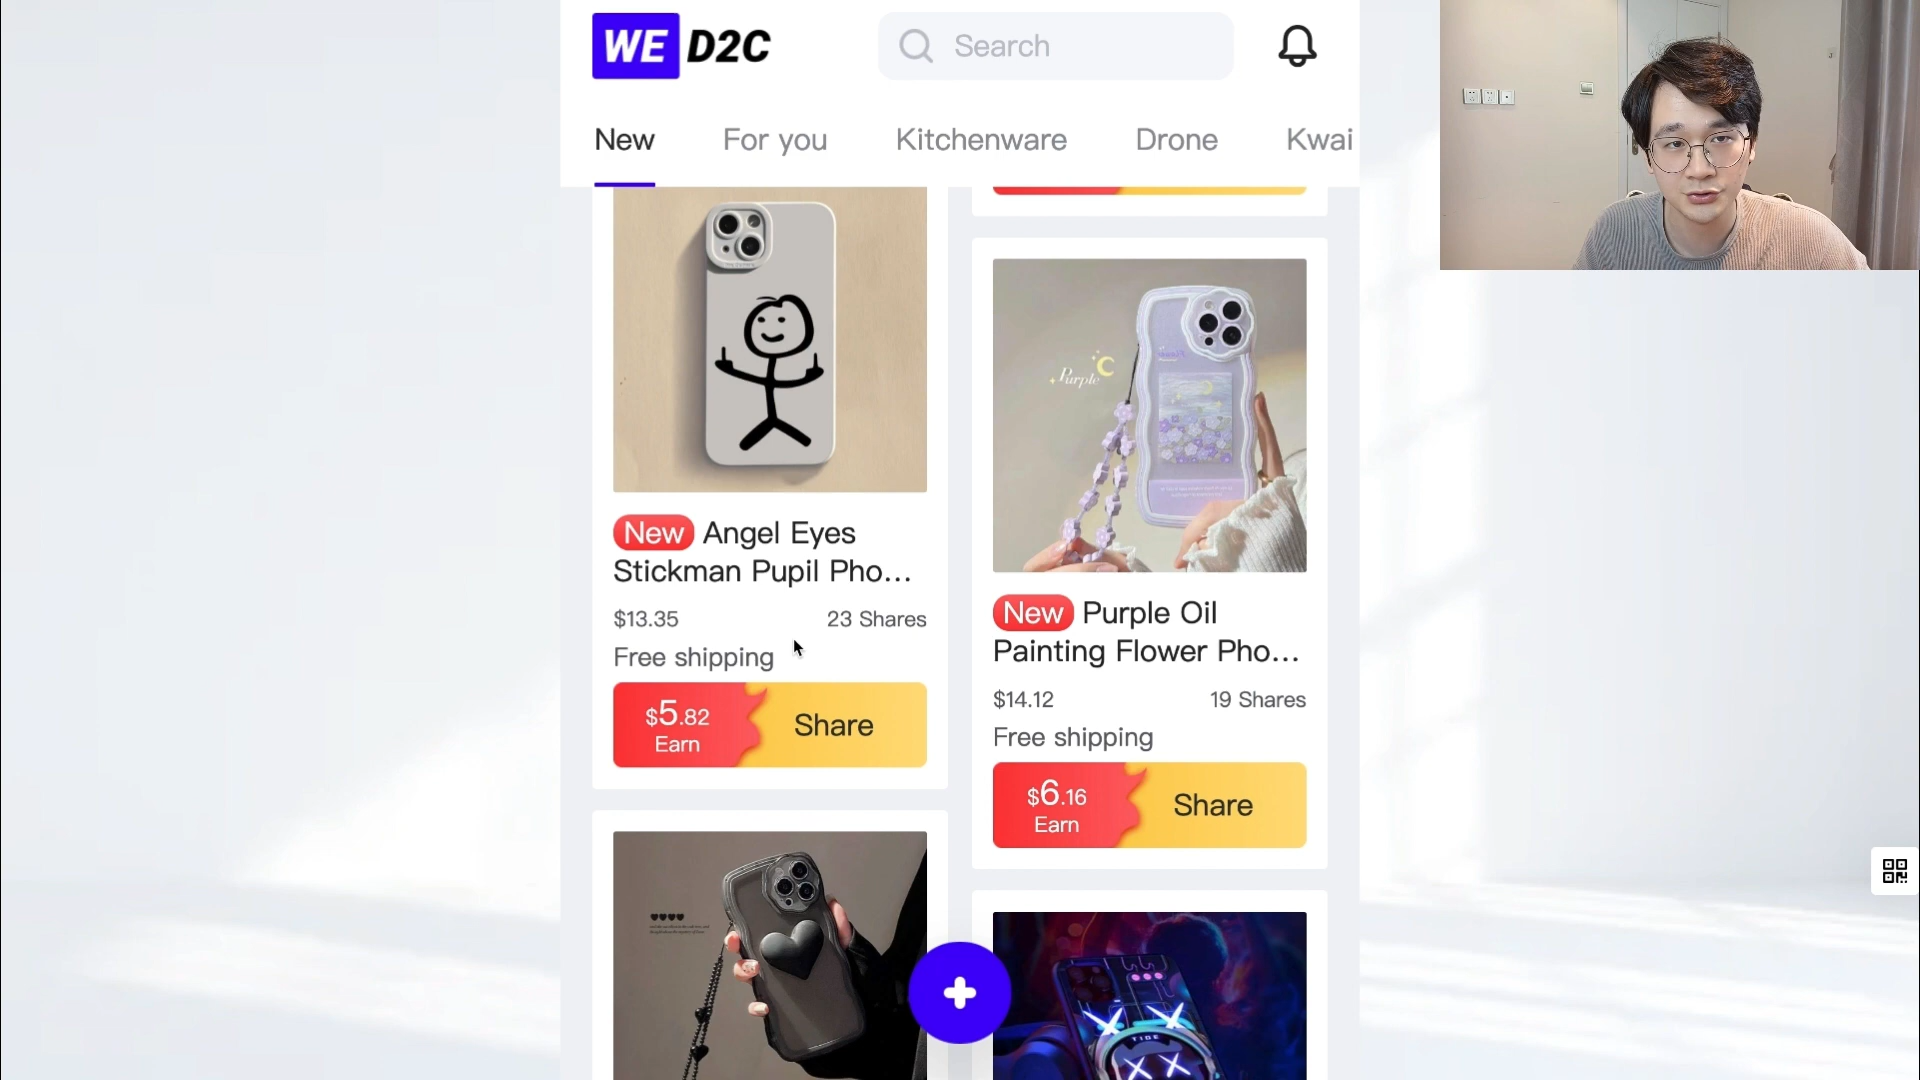 WE D2C
Search
New
For you
Kitchenware
Drone
Kwai
Purple
New Angel Eyes
Stickman Pupil Pho...
$13.35
23 Shares
Free shipping
$5.82
Earn
Share
New Purple Oil
Painting Flower Pho...
$14.12
19 Shares
Free shipping
$6.16
Earn
Share
TIDE